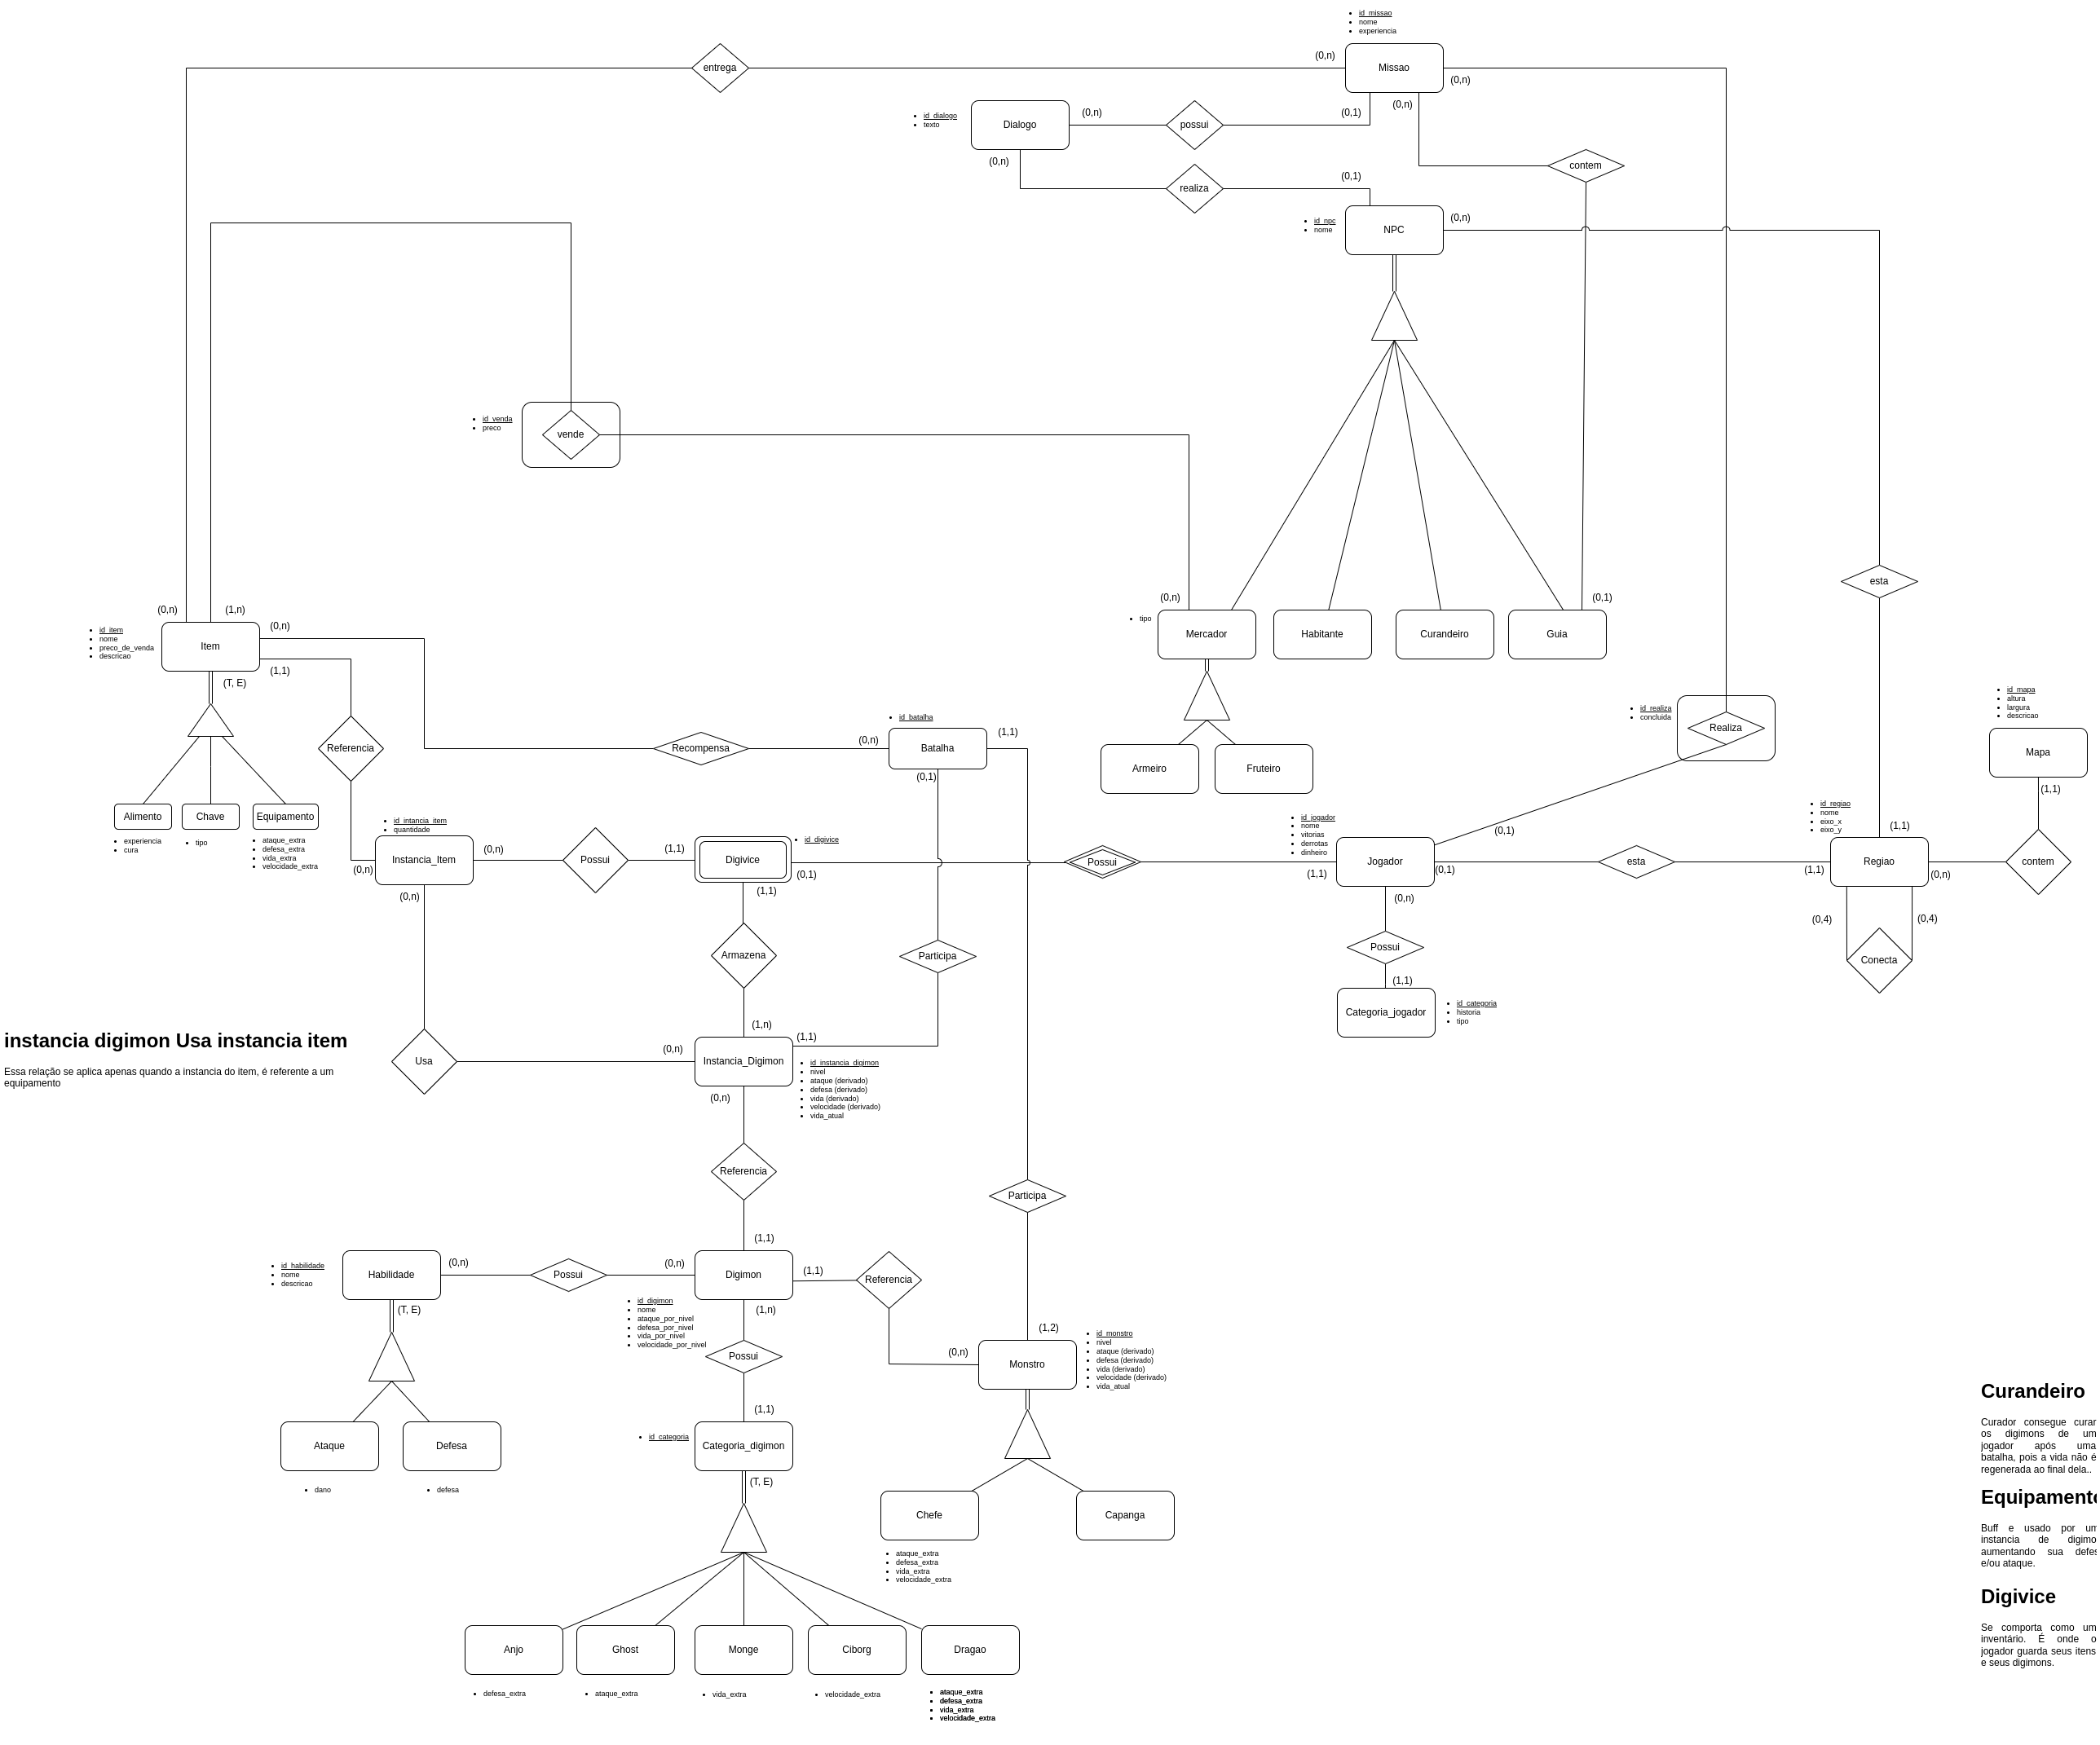 id_missao
nome
experiencia
entrega
(0,n)
Missao
(0,n)
(0,n)
(0,1)
id_dialogo
texto
Dialogo
(0,n)
possui
(0,n)
contem
realiza
(0,1)
id_npc
nome
NPC
(0,n)
id_venda
preco
vende
esta
(0,n)
(1,n)
(0,n)
(0,1)
id_item
nome
preco_de_venda
descricao
Item
(0,n)
(1,1)
(T, E)
tipo
Mercador
Habitante
Curandeiro
Guia
id_mapa
altura
largura
descricao
Mapa
(1,1)
id_realiza
concluida
Realiza
Referencia
Recompensa
(0,n)
id_batalha
Batalha
(1,1)
(0,1)
Armeiro
Fruteiro
Alimento
Chave
Equipamento
experiencia
cura
tipo
ataque_extra
defesa_extra
vida_extra
velocidade_extra
id_intancia_item
quantidade
Instancia_Item
(0,n)
(0,n)
(0,n)
Possui
(1,1)
Digivice
id_digivice
(0,1)
(1,1)
Possui
(1,1)
id_jogador
nome
vitorias
derrotas
dinheiro
Jogador
(0,1)
(0,1)
esta
(1,1)
id_regiao
nome
eixo_x
eixo_y
(1,1)
Regiao
(0,n)
contem
(0,n)
(0,4)
(0,4)
Armazena
Participa
Possui
(1,1)
Conecta
Categoria_jogador
id_categoria
historia
tipo
instancia digimon Usa instancia item
Essa relação se aplica apenas quando a instancia do item, é referente a um
equipamento
Usa
(0,n)
(1,n)
(1,1)
Instancia_Digimon
(0,n)
id_instancia_digimon
nivel
ataque (derivado)
defesa (derivado)
vida (derivado)
velocidade (derivado)
vida_atual
Referencia
Participa
(1,1)
id_habilidade
nome
descricao
Habilidade
(0,n)
Possui
(0,n)
Digimon
(1,1)
Referencia
(T, E)
id_digimon
nome
ataque_por_nivel
defesa_por_nivel
vida_por_nivel
velocidade_por_nivel
(1,n)
Possui
(1,2)
(0,n)
Monstro
id_monstro
nivel
ataque (derivado)
defesa (derivado)
vida (derivado)
velocidade (derivado)
vida_atual
(1,1)
Ataque
Defesa
id_categoria
Categoria_digimon
(T, E)
dano
defesa
Chefe
Capanga
ataque_extra
defesa_extra
vida_extra
velocidade_extra
Anjo
Ghost
Monge
Ciborg
Dragao
defesa_extra
ataque_extra
vida_extra
velocidade_extra
ataque_extra
defesa_extra
vida_extra
velocidade_extra
Curandeiro
Curador consegue curar
os digimons de um
jogador após uma
batalha, pois a vida não é
regenerada ao final dela..
Equipamento
Buff e usado por um
instancia de digimo
aumentando sua defes
e/ou ataque.
Digivice
Se comporta como um
inventário. É onde o
jogador guarda seus itens
e seus digimons.